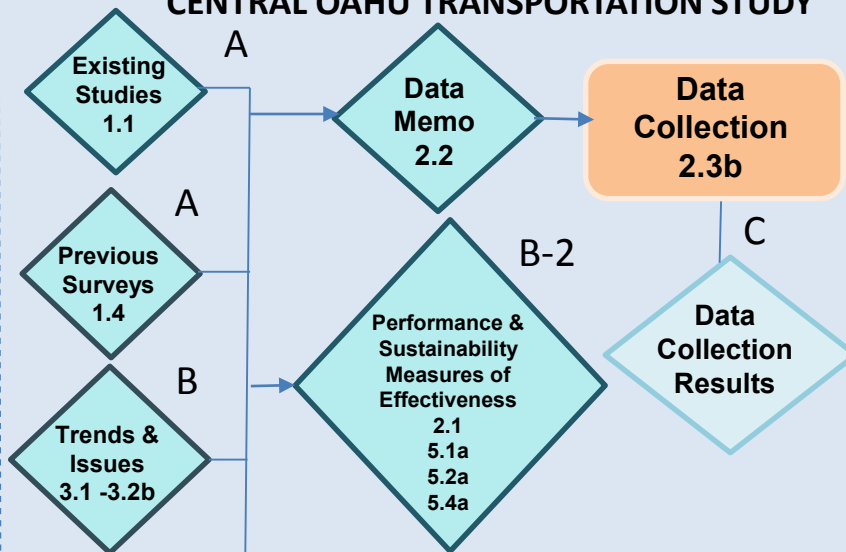 CENTRAL OAHU TRANSPORTATION STUDY
Existing
Studies
1.1
A
Data
Memo
2.2
Data
Collection
2.3b
Previous
Surveys
1.4
A
Performance &
Sustainability
Measures of
Effectiveness
2.1
5.1a
5.2a
5.4a
B-2
C
Data
Collection
Results
Trends &
Issues
3.1 -3.2b
B